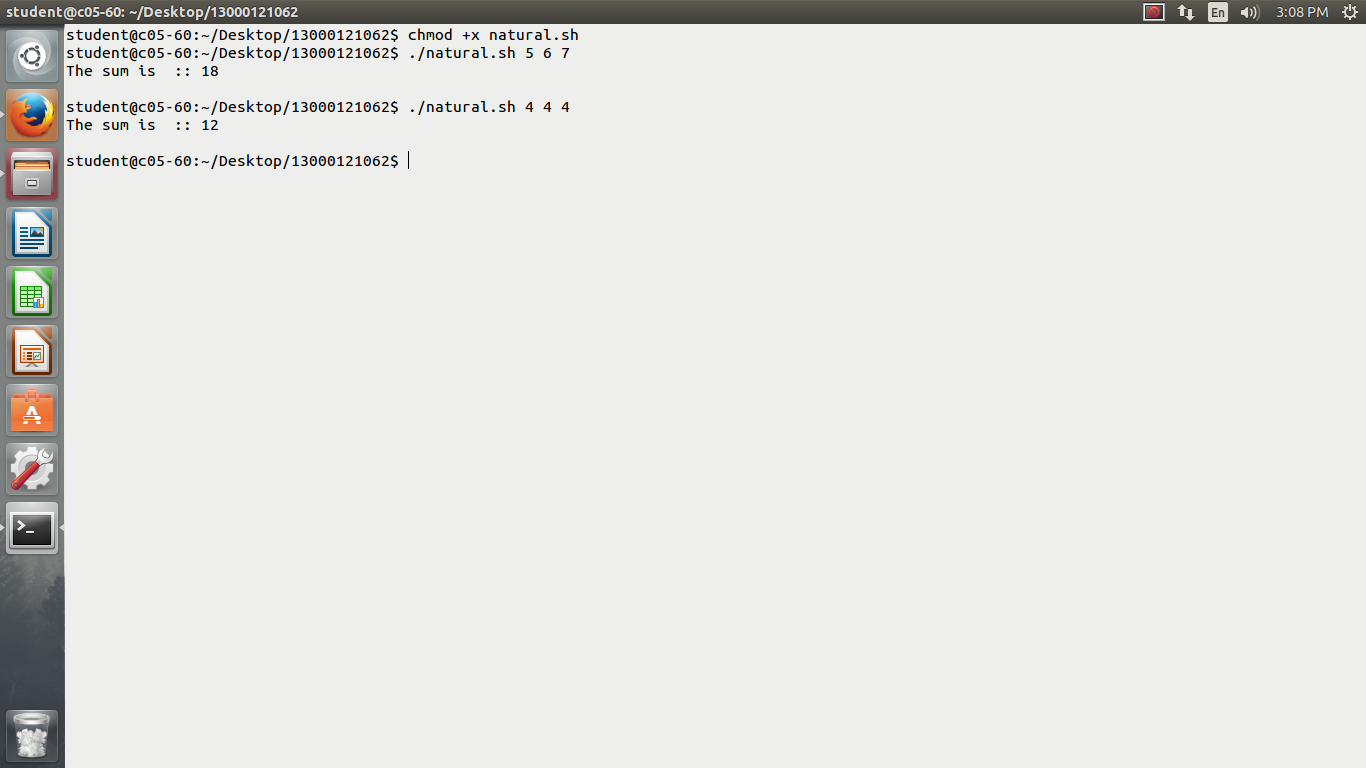 student@c05-60: ~/Desktop/13000121062
En
3:08 PM
student@c05-60:~/Desktop/13000121062$ chmod +x natural.sh
student@c05-60:~/Desktop/13000121062$ ./natural.sh 5 6 7
The sum is  :: 18
student@c05-60:~/Desktop/13000121062$ ./natural.sh 4 4 4
The sum is  :: 12
student@c05-60:~/Desktop/13000121062$